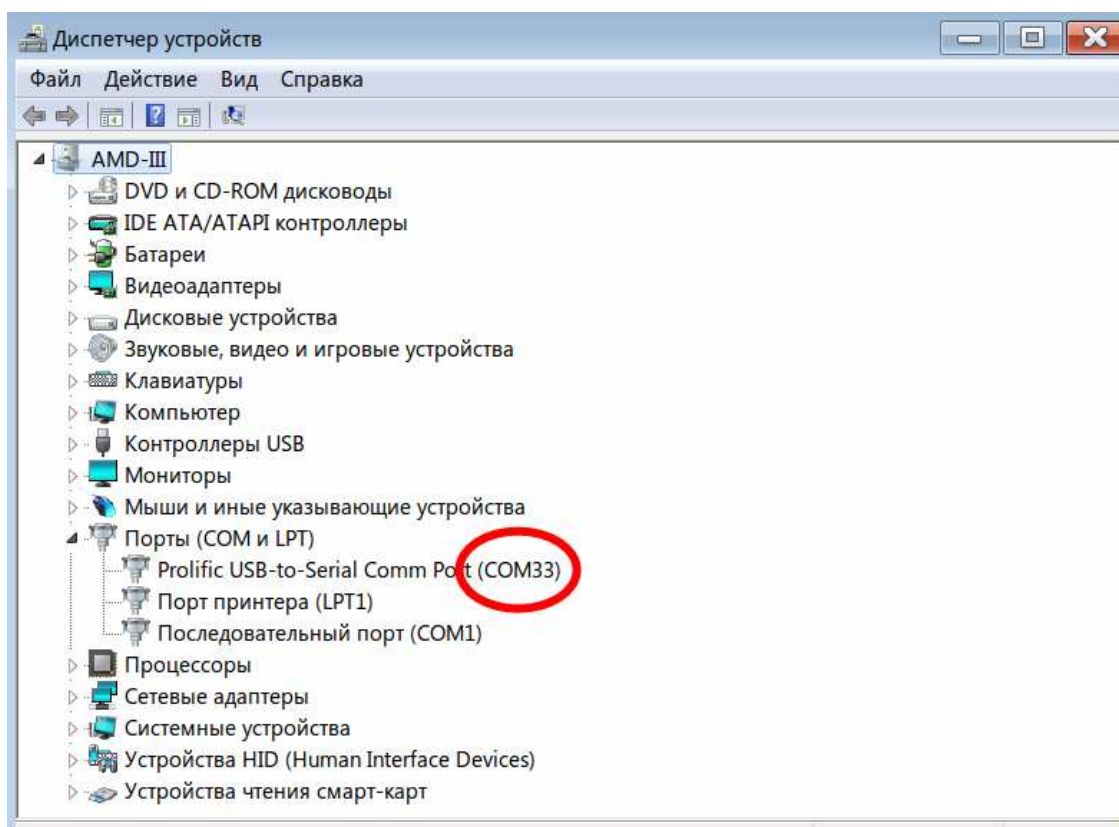 Диспетчер устройств
Файл Действие Вид Справка
AMD-III
DVD и CD-ROM дисководы
IDE ATA/ATAPI контроллеры
Батареи
Видеоадаптеры
Дисковые устройства
Звуковые, видео и игровые устройства
Клавиатуры
Компьютер
Контроллеры USB
Мониторы
Мыши и иные указывающие устройства
Порты (COM и LPT)
Prolific USB-to-Serial Comm Port (COM33)
Порт принтера (LPT1)
Последовательный порт (COM1)
Процессоры
Сетевые адаптеры
Системные устройства
Устройства HID (Human Interface Devices)
Устройства чтения смарт-карт